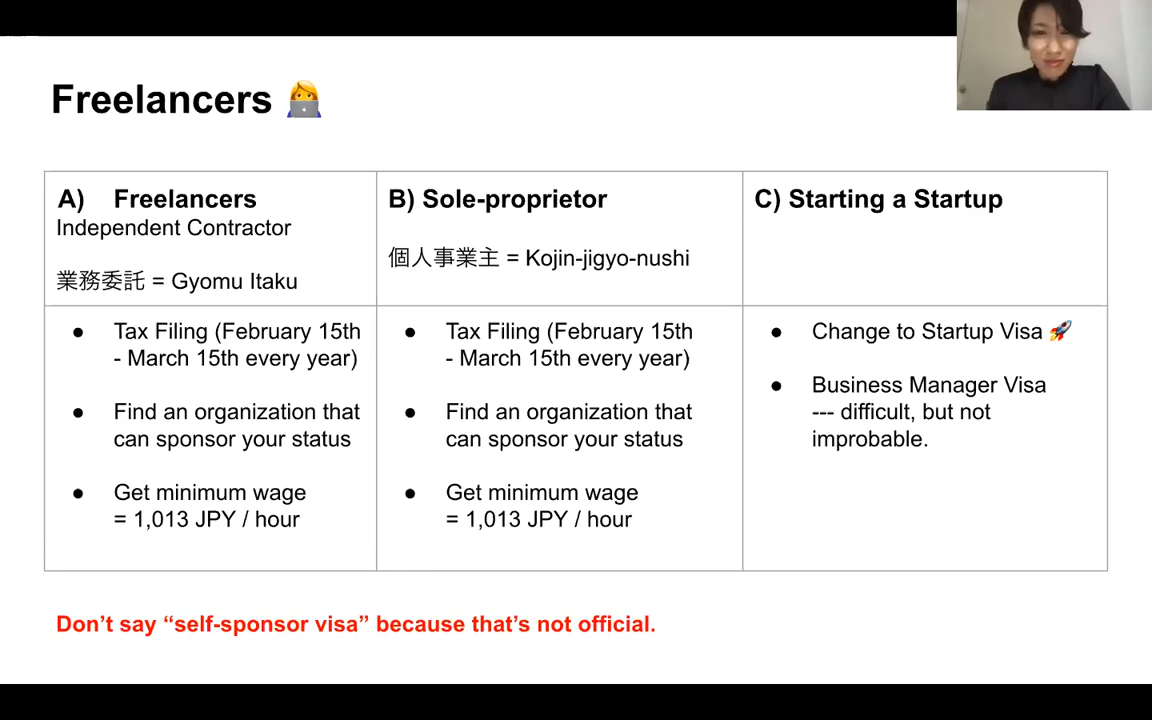 Freelancers 👩‍💻
A) Freelancers
Independent Contractor
業務委託 = Gyomu Itaku
● Tax Filing (February 15th
- March 15th every year)
● Find an organization that
can sponsor your status
● Get minimum wage
= 1,013 JPY / hour
B) Sole-proprietor
個人事業主 = Kojin-jigyo-nushi
● Tax Filing (February 15th
- March 15th every year)
● Find an organization that
can sponsor your status
● Get minimum wage
= 1,013 JPY / hour
C) Starting a Startup
● Change to Startup Visa 🚀
● Business Manager Visa
--- difficult, but not
improbable.
Don’t say “self-sponsor visa” because that’s not official.